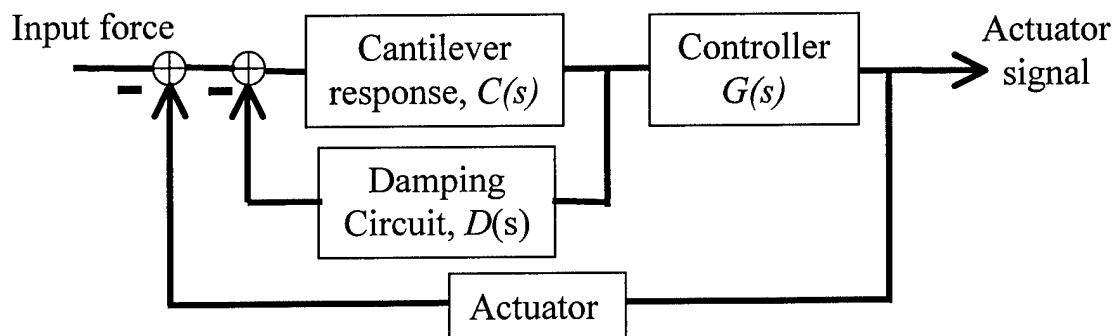 Input force
Cantilever
response, C(s)
Controller
G(s)
Actuator
signal
Damping
Circuit, D(s)
Actuator